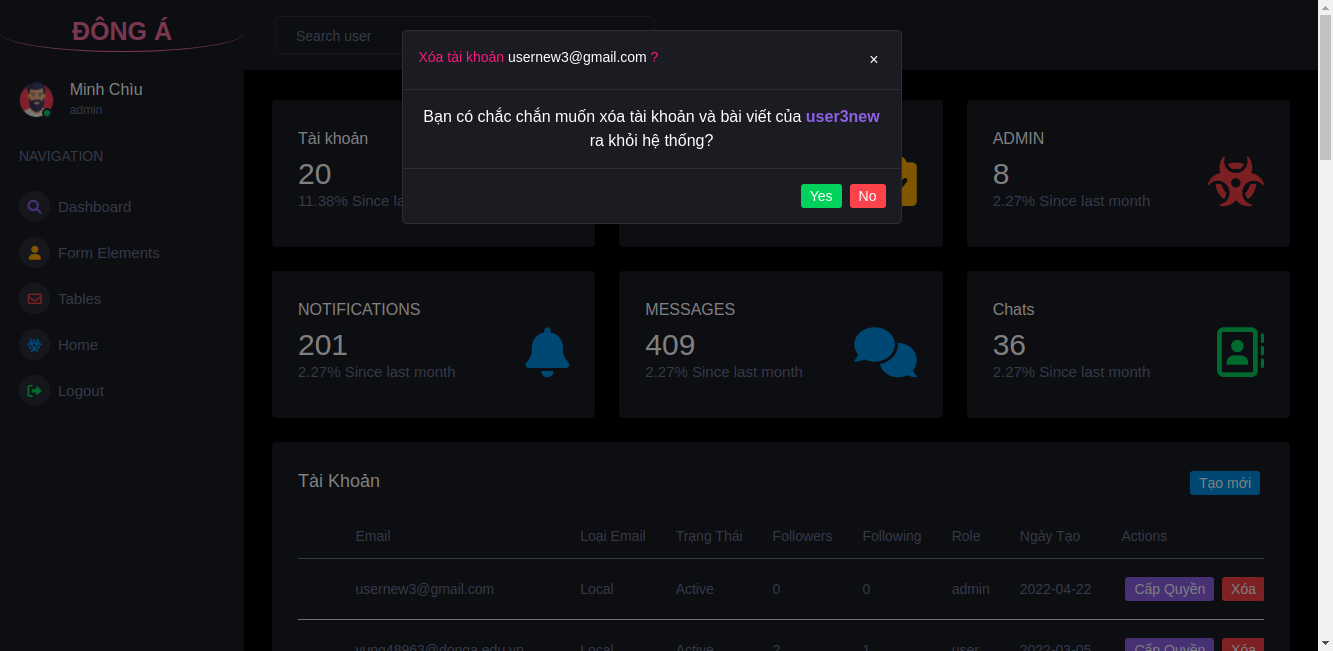 ĐÔNG Á
Search user
Xóa tài khoản usernew3@gmail.com ?
×
Minh Chìu
admin
Bạn có chắc chắn muốn xóa tài khoản và bài viết của user3new
ra khỏi hệ thống?
Yes No
NAVIGATION
Dashboard
Form Elements
Tables
Home
Logout
Tài khoản
20
11.38% Since
ADMIN
8
2.27% Since last month
NOTIFICATIONS
201
2.27% Since last month
MESSAGES
409
2.27% Since last month
Chats
36
2.27% Since last month
Tài Khoản
Tạo mới
Email Loại Email Trạng Thái Followers Following Role Ngày Tạo Actions
usernew3@gmail.com Local Active 0 0 admin 2022-04-22 Cấp Quyền Xóa
vung48963@donga.edu.vn Local Active 2 1 user 2022-03-05 Cấp Quyền Xóa